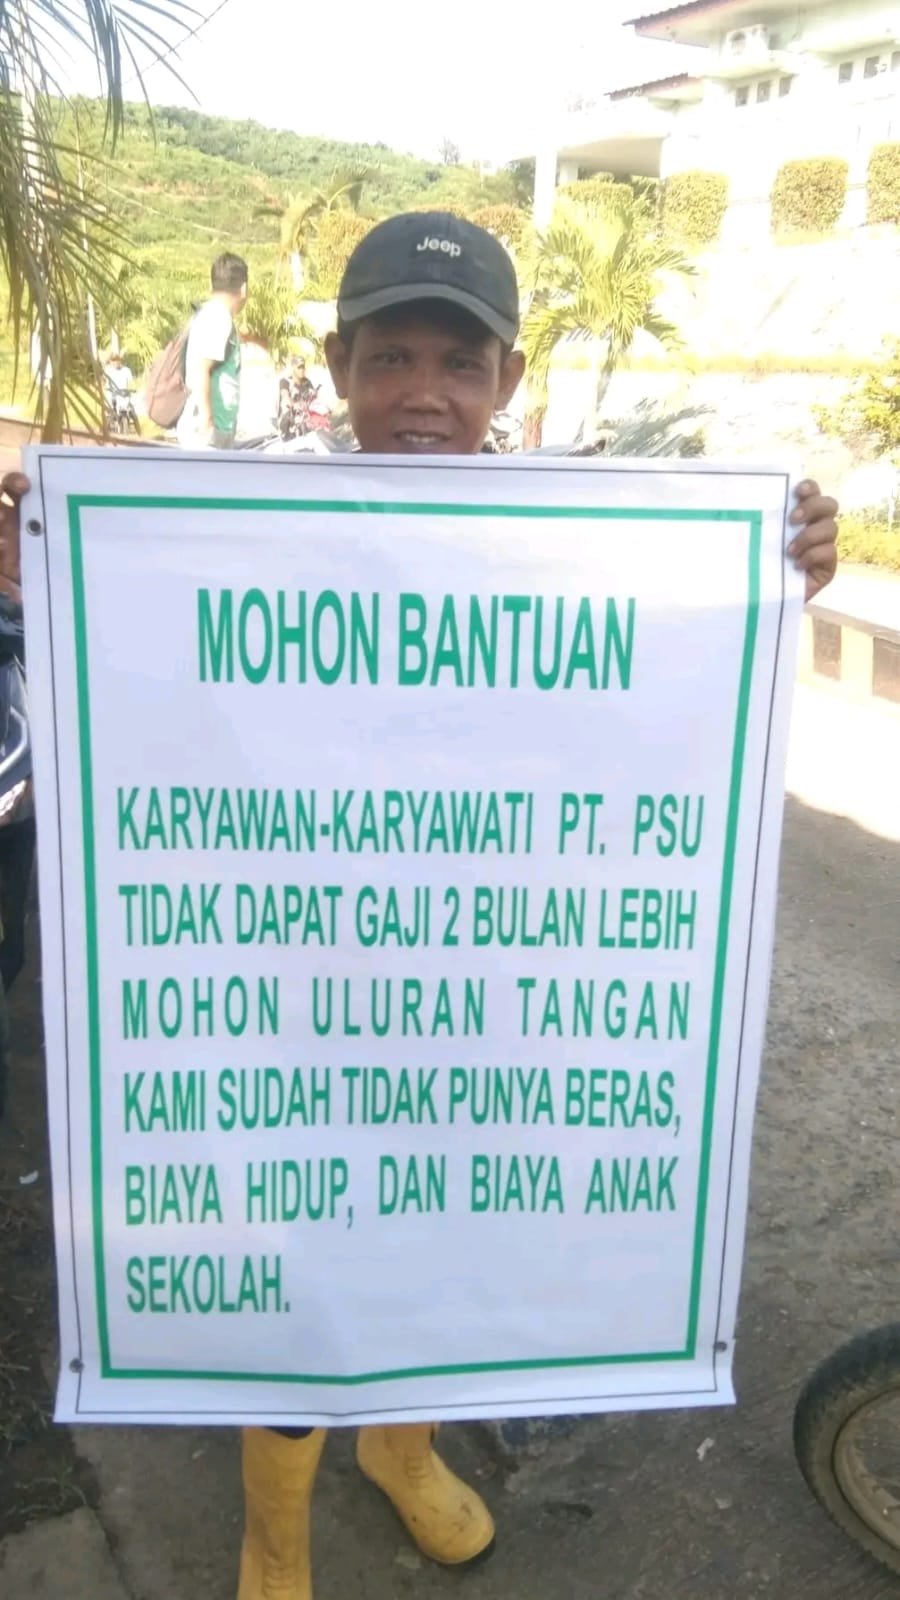 Jeep
MOHON BANTUAN
KARYAWAN-KARYAWATI PT. PSU
TIDAK DAPAT GAJI 2 BULAN LEBIH
MOHON ULURAN TANGAN
KAMI SUDAH TIDAK PUNYA BERAS,
BIAYA HIDUP, DAN BIAYA ANAK
SEKOLAH.